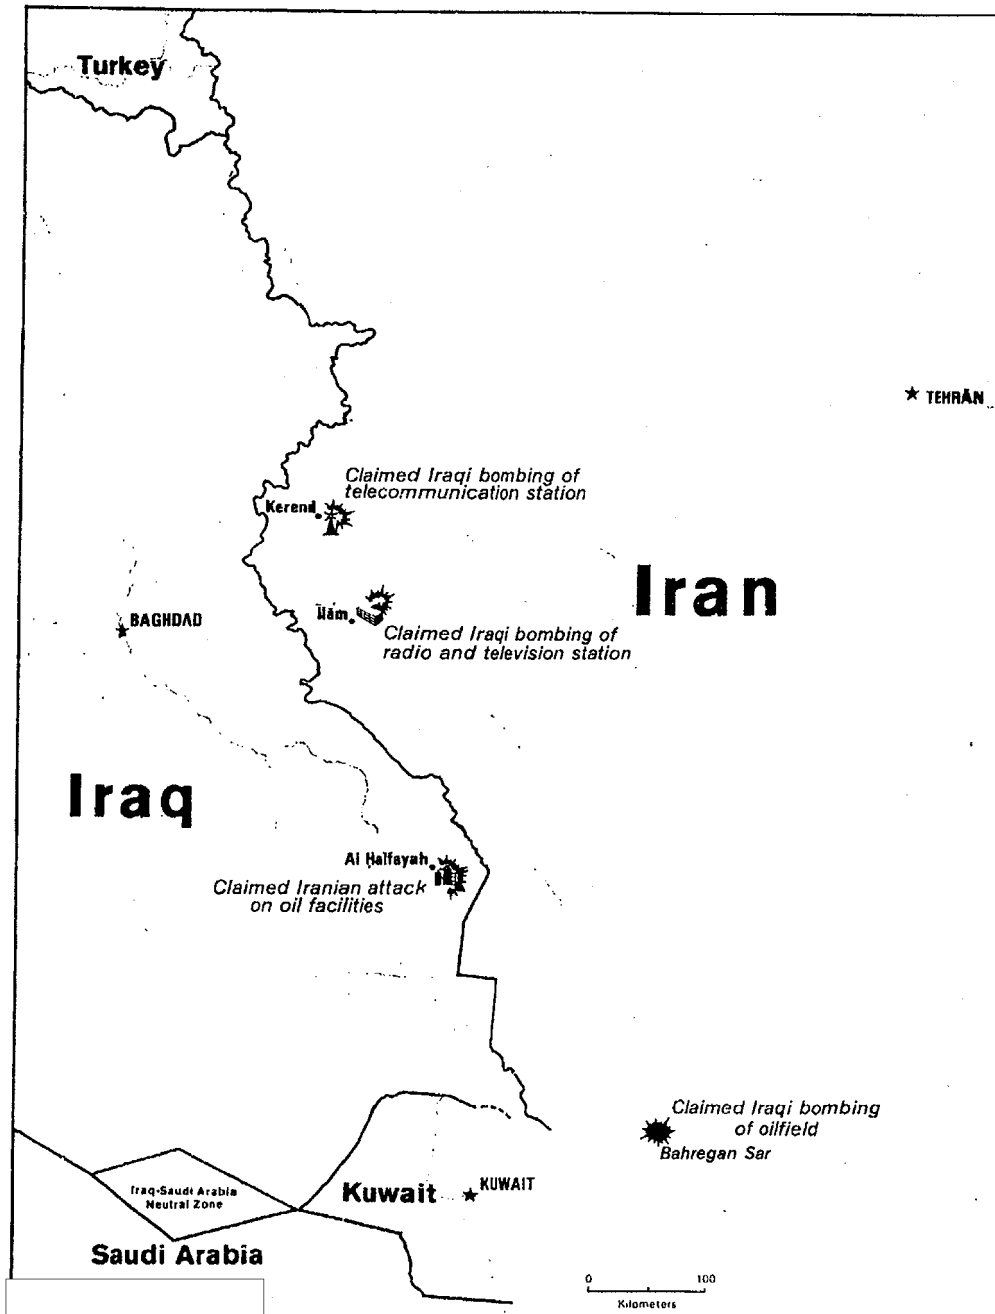 Turkey
TEHRĀN
Claimed Iraqi bombing of
telecommunication station
Kerend
Iran
BAGHDAD
Īlām
Claimed Iraqi bombing of
radio and television station
Iraq
Al Ḥalfayah
Claimed Iranian attack
on oil facilities
Claimed Iraqi bombing
of oilfield
Bahregan Sar
Iraq-Saudi Arabia
Neutral Zone
Kuwait
KUWAIT
Saudi Arabia
0 100
Kilometers